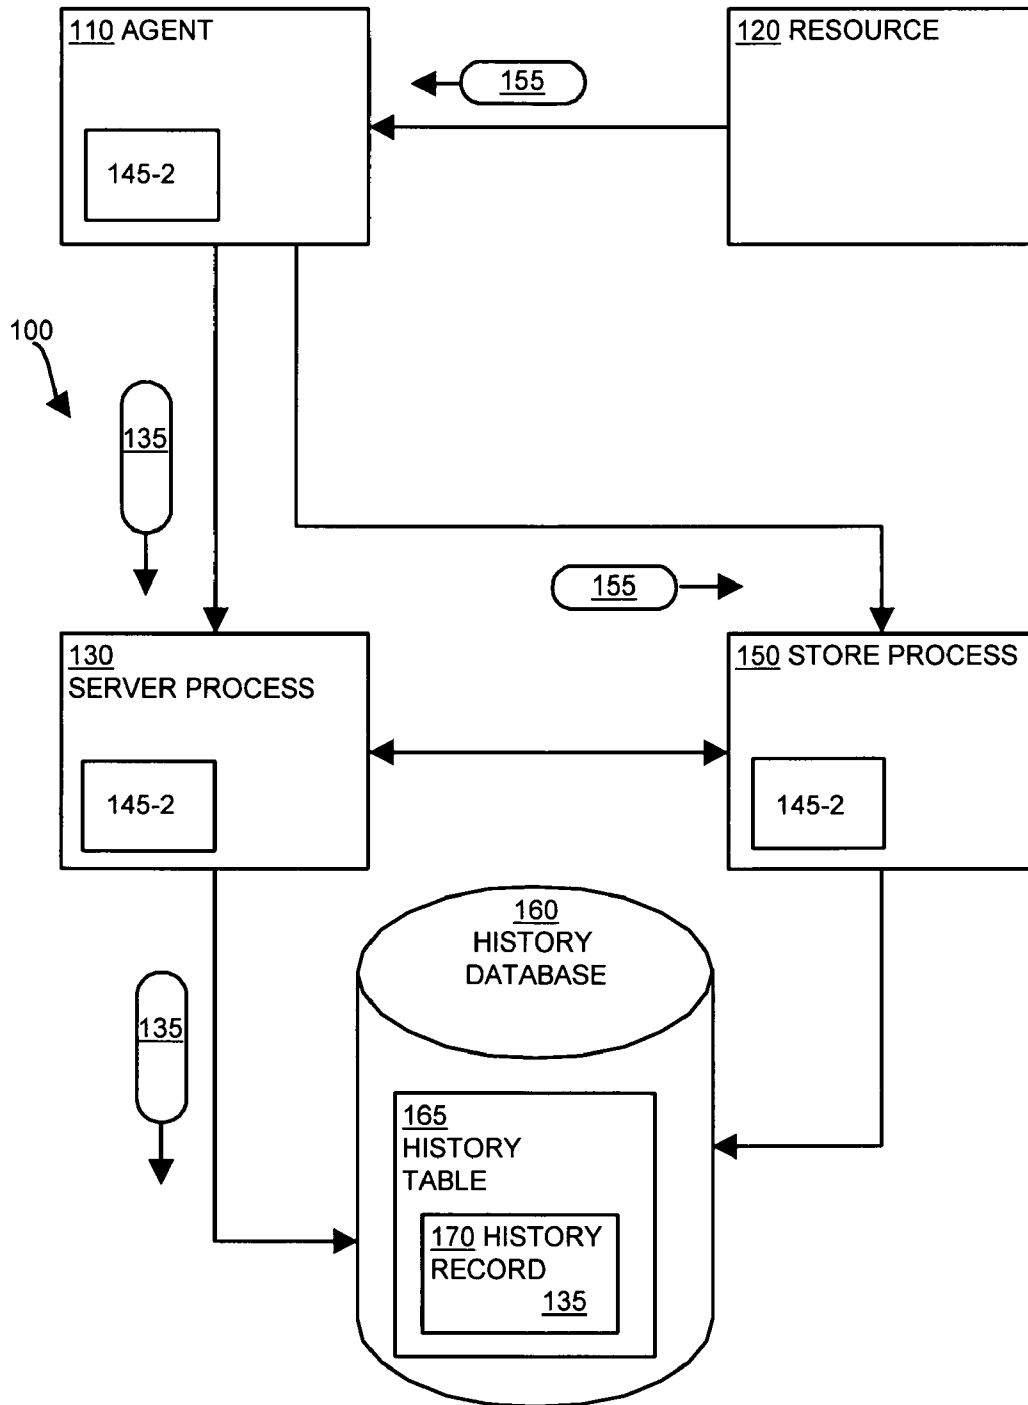 110 AGENT
120 RESOURCE
155
145-2
100
135
155
130
SERVER PROCESS
150 STORE PROCESS
145-2
145-2
160
HISTORY
DATABASE
135
165
HISTORY
TABLE
170 HISTORY
RECORD
135